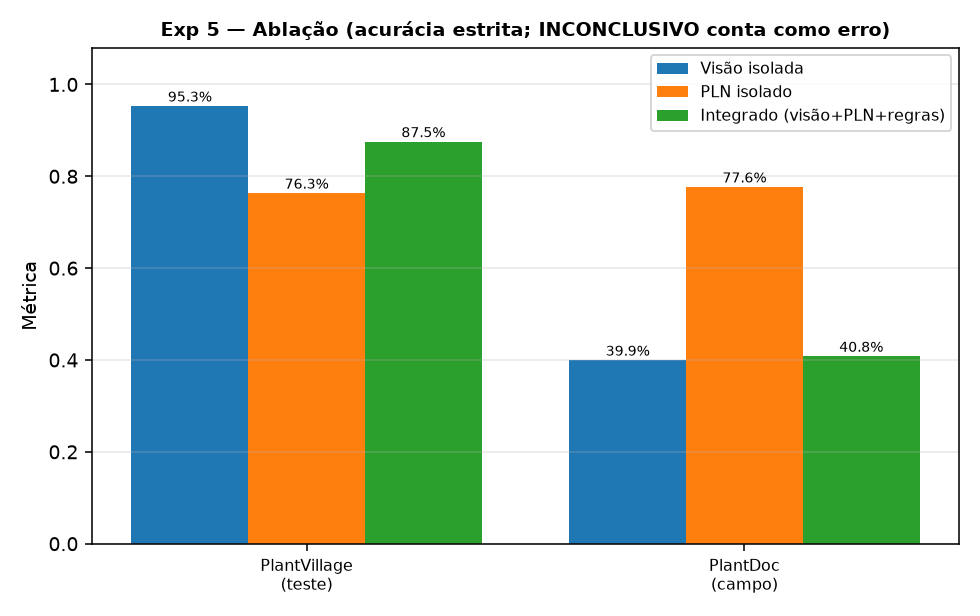 Exp 5 — Ablação (acurácia estrita; INCONCLUSIVO conta como erro)
Visão isolada
PLN isolado
Integrado (visão+PLN+regras)
Métrica
1.0
0.8
0.6
0.4
0.2
0.0
95.3%
76.3%
87.5%
39.9%
77.6%
40.8%
PlantVillage
(teste)
PlantDoc
(campo)